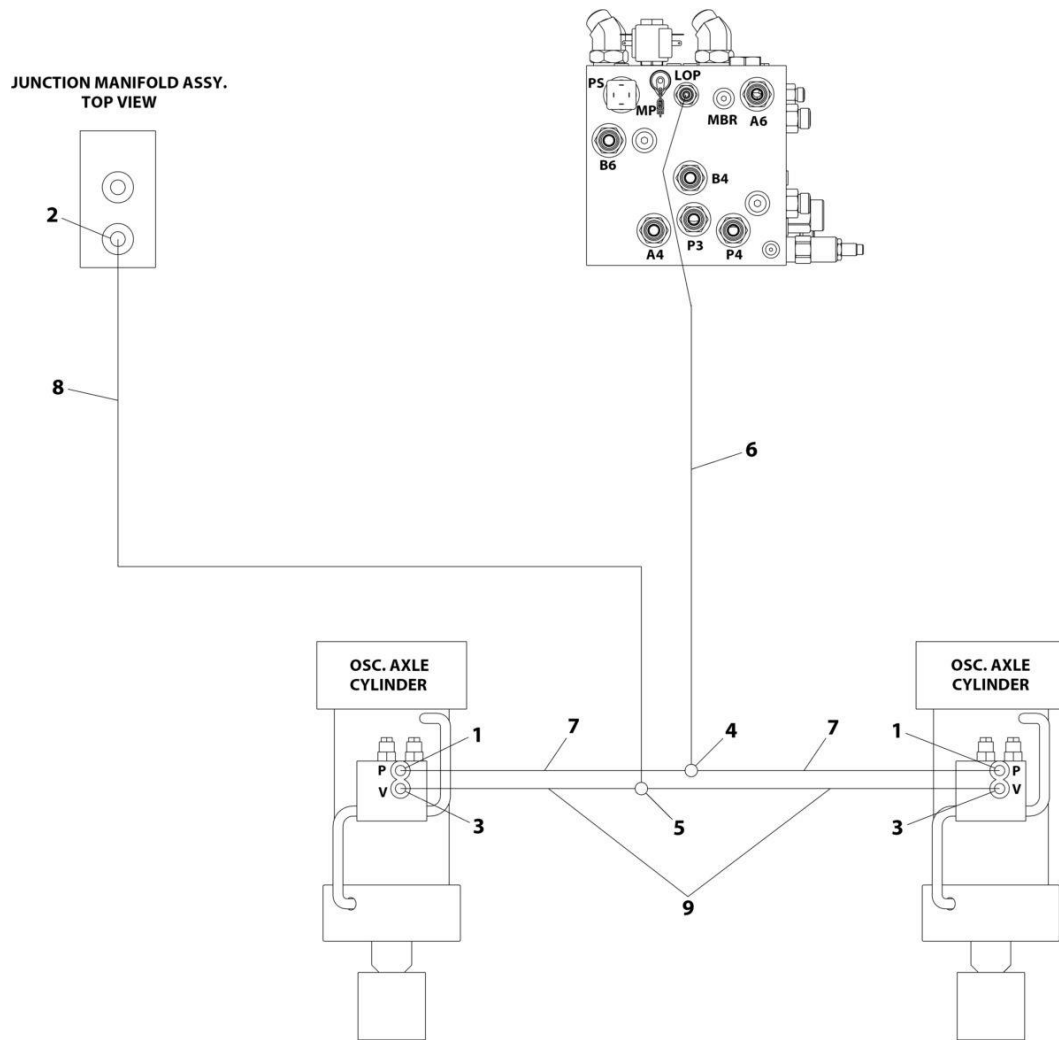 JUNCTION MANIFOLD ASSY.
TOP VIEW
PS
MP
LOP
MBR
A6
B6
B4
A4
P3
P4
2
8
6
OSC. AXLE
CYLINDER
OSC. AXLE
CYLINDER
1
7
4
7
1
P
P
V
V
3
5
3
9